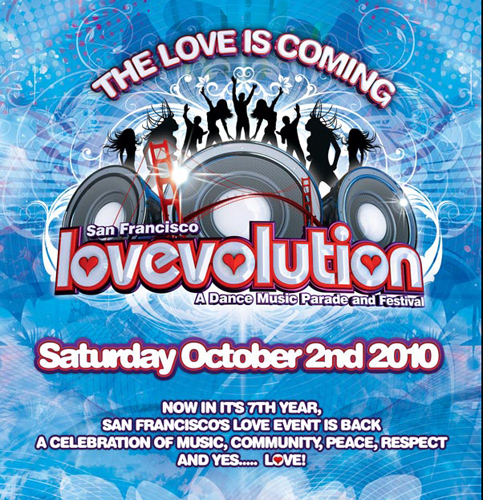 THE LOVE IS COMING
San Francisco
lovevolution
A Dance Music Parade and Festival
Saturday October 2nd 2010
NOW IN IT'S 7TH YEAR,
SAN FRANCISCO'S LOVE EVENT IS BACK
A CELEBRATION OF MUSIC, COMMUNITY, PEACE, RESPECT
AND YES..... LOVE!